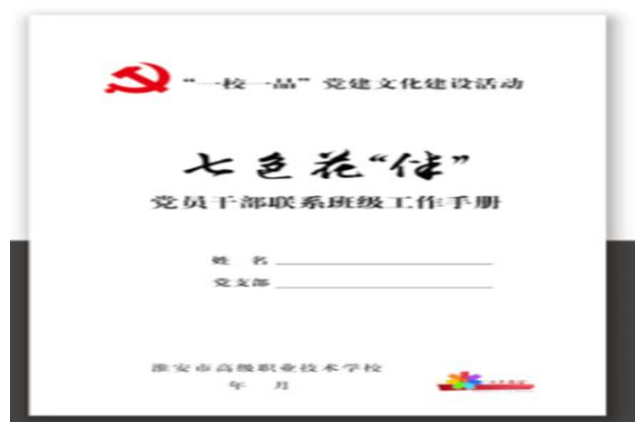 “一校一品”党建文化建设活动
七色花“伴”
党员干部联系班级工作手册
姓 名
党支部
淮安市高级职业技术学校
年 月